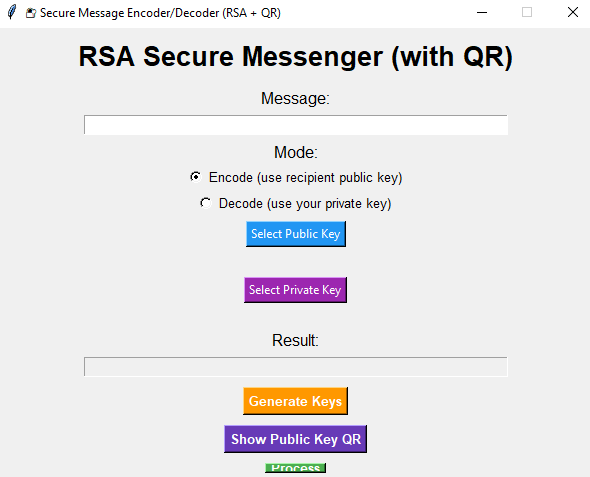 Secure Message Encoder/Decoder (RSA + QR)
RSA Secure Messenger (with QR)
Message:
Mode:
Encode (use recipient public key)
Decode (use your private key)
Select Public Key
Select Private Key
Result:
Generate Keys
Show Public Key QR
Process